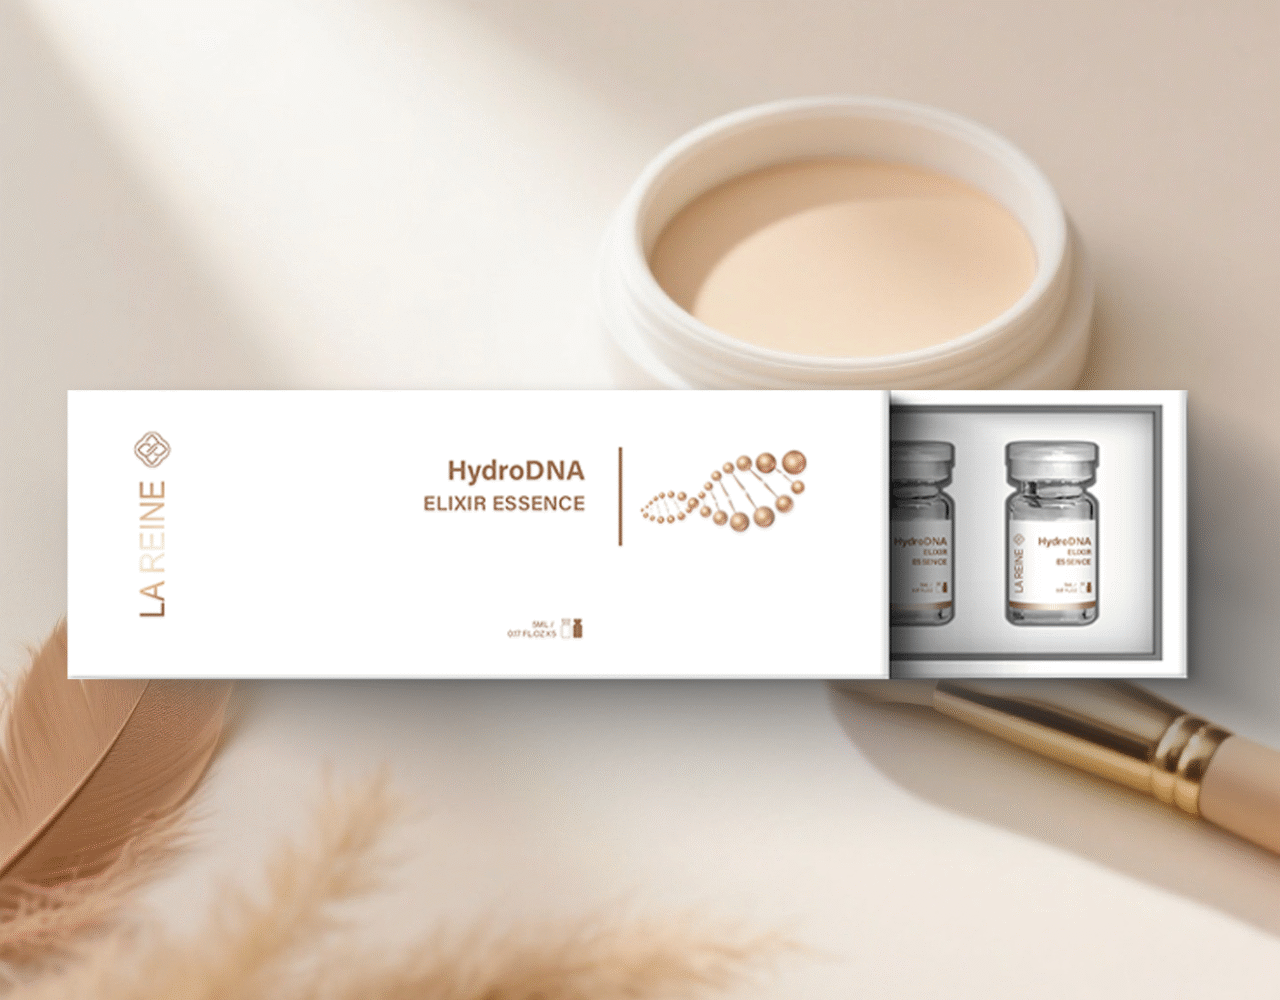 LA REINE
HydroDNA
ELIXIR ESSENCE
5ML /
0.17 FL.OZ X5
HydroDNA
ELIXIR
ESSENCE
LA REINE
HydroDNA
ELIXIR
ESSENCE
5ML /